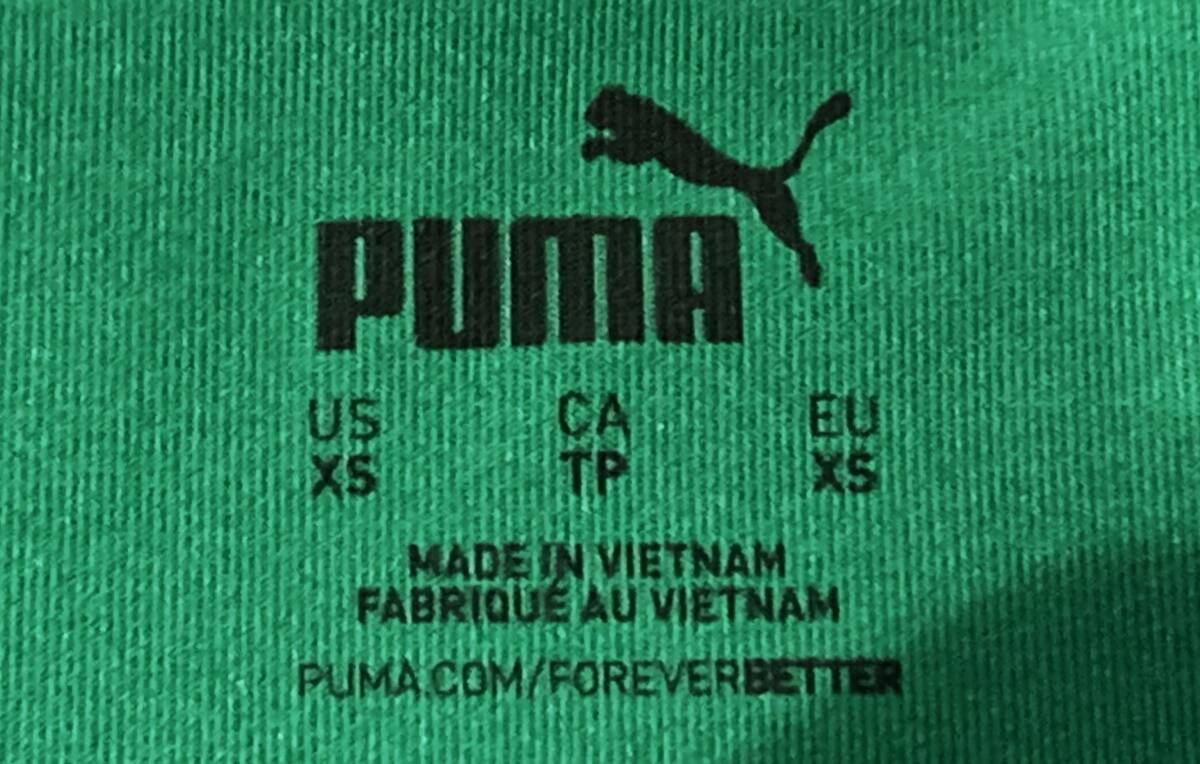 PUMA
US CA EU
XS TP XS
MADE IN VIETNAM
FABRIQUÉ AU VIETNAM
PUMA.COM/FOREVERBETTER